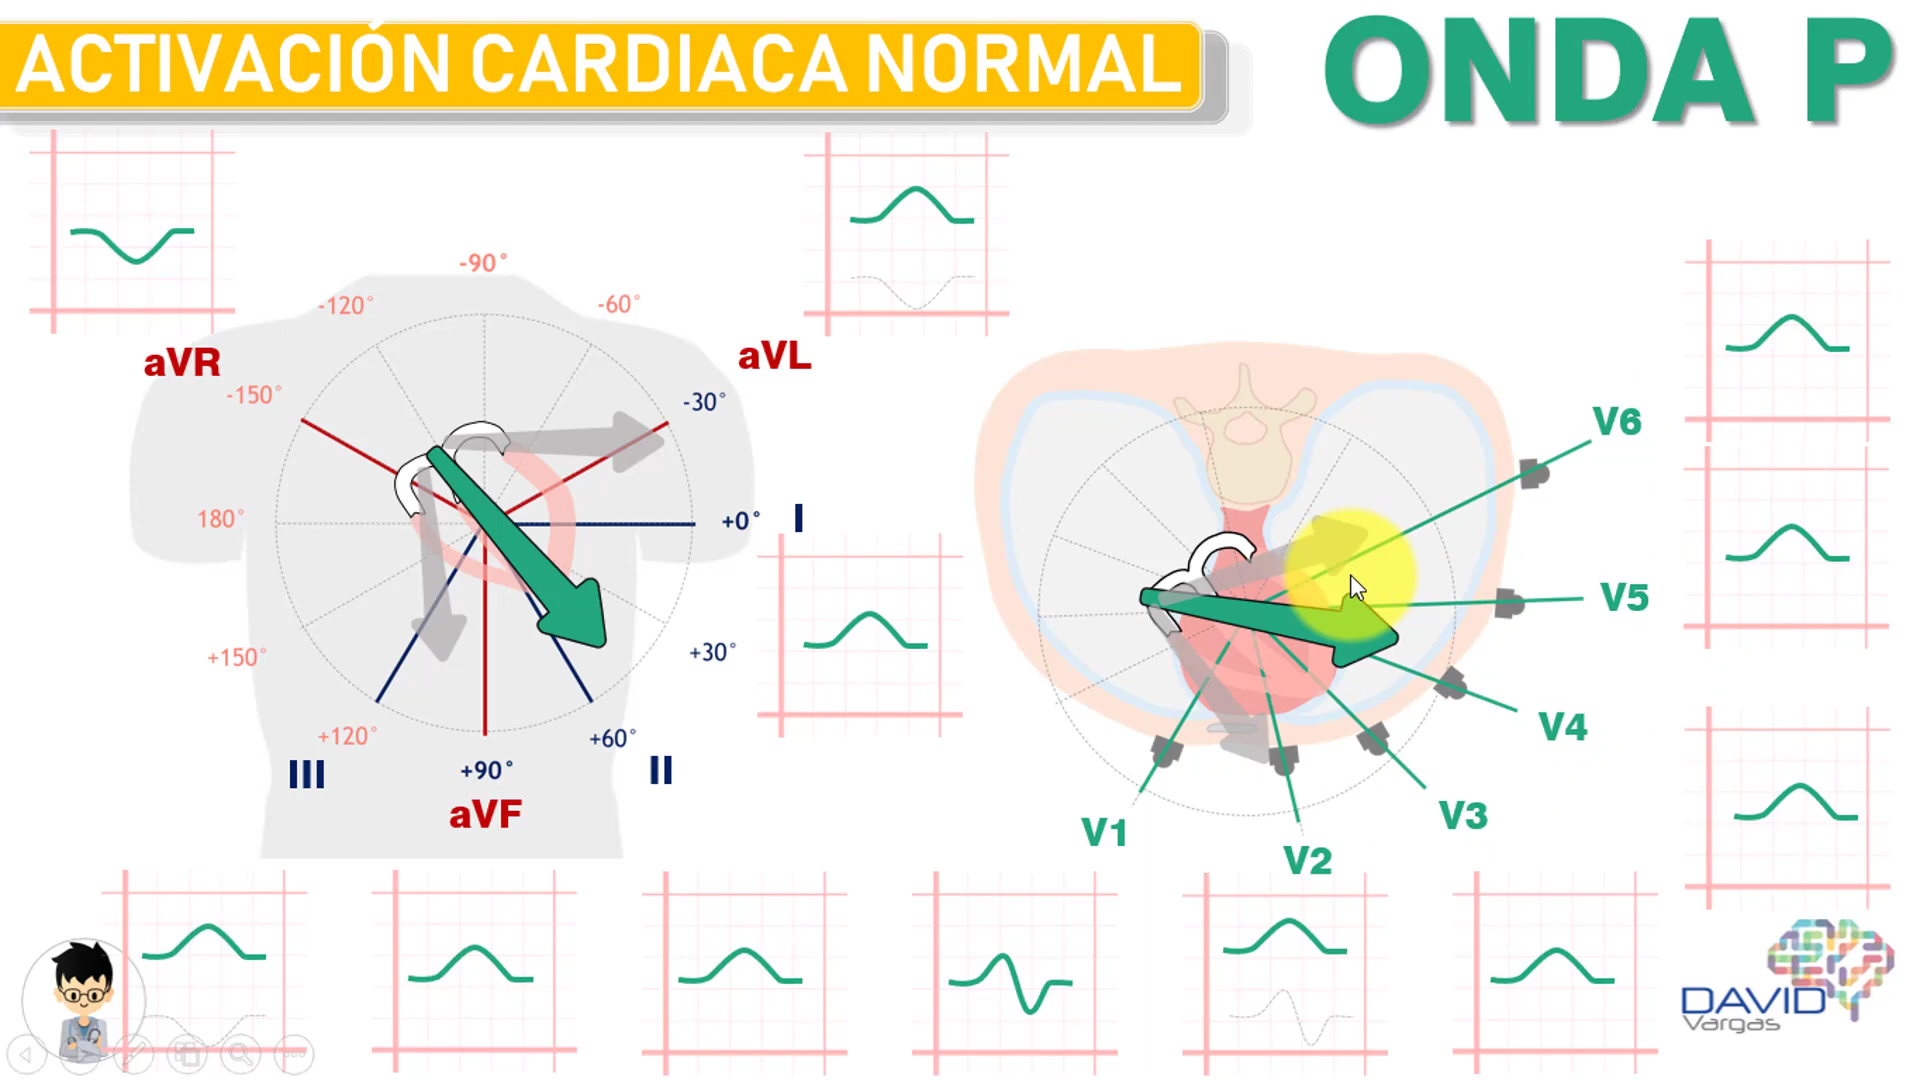 ACTIVACIÓN CARDIACA NORMAL
ONDA P
-90°
-120°
-60°
aVR
aVL
-150°
-30°
V6
180°
+0°
I
V5
+150°
+30°
V4
+120°
+60°
III
+90°
II
aVF
V3
V1
V2
DAVID
Vargas